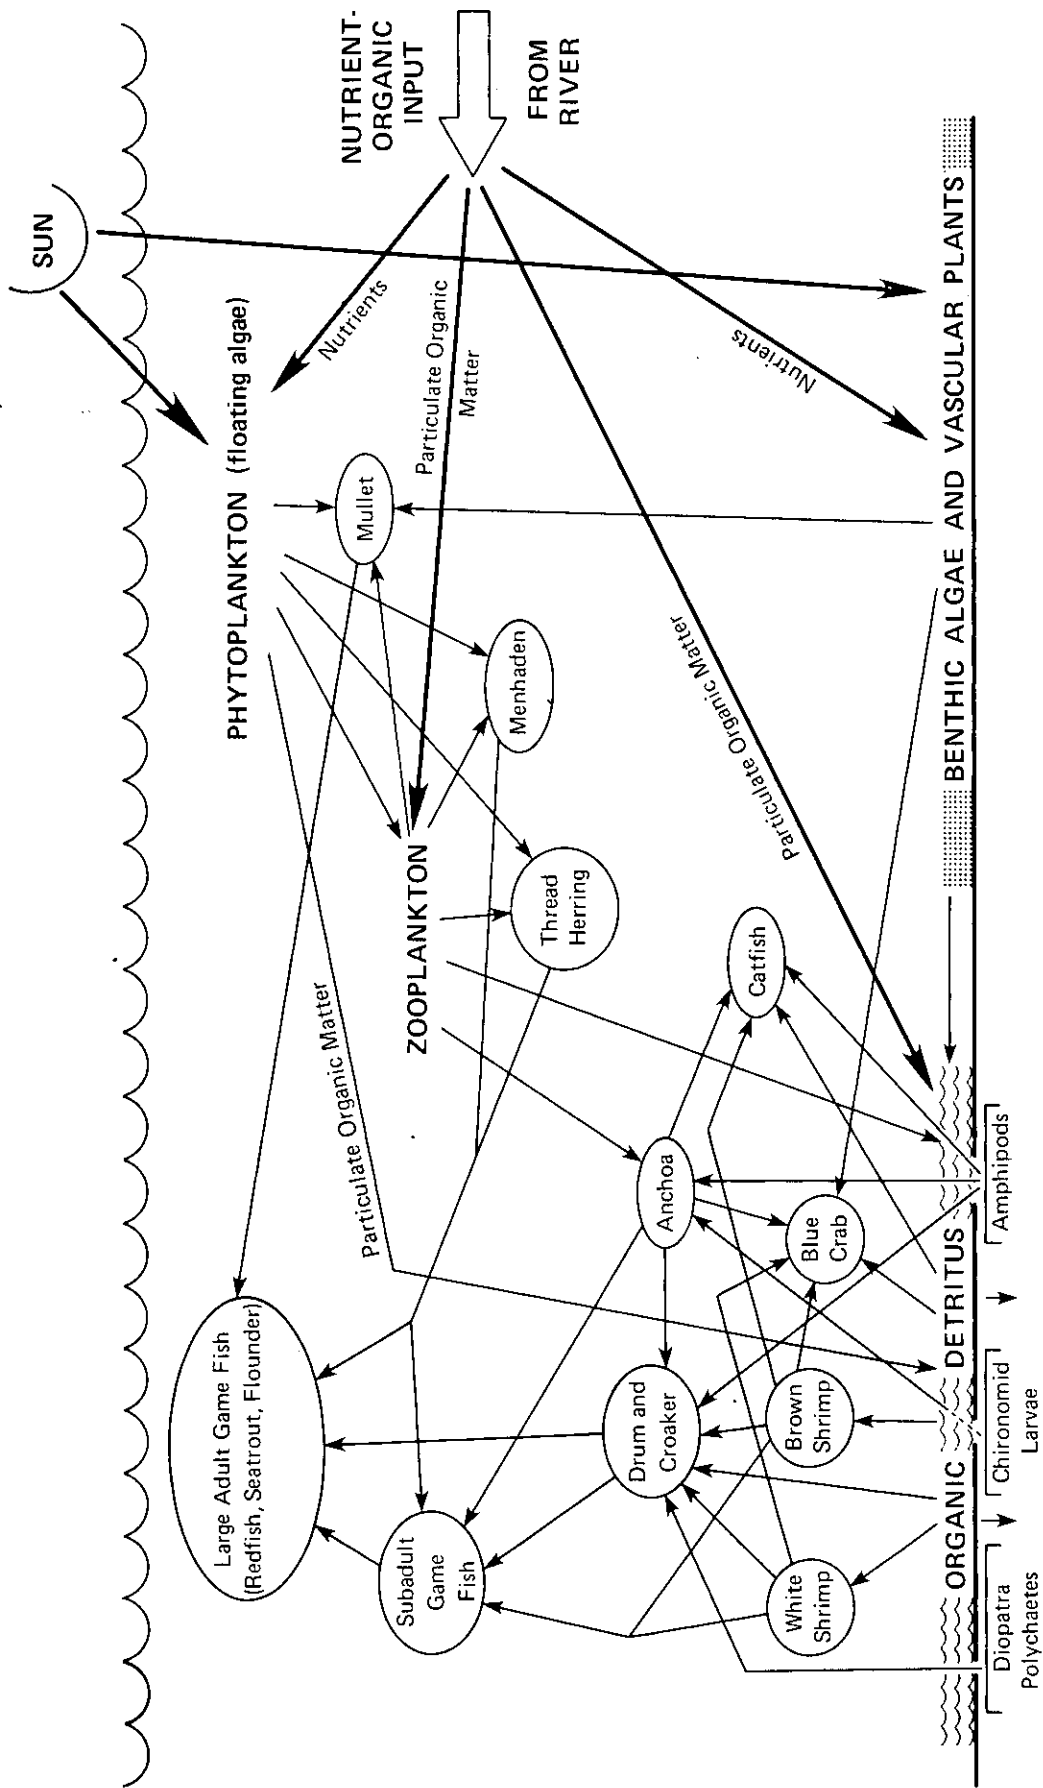 SUN
NUTRIENT-
ORGANIC
INPUT
FROM
RIVER
PHYTOPLANKTON (floating algae)
Nutrients
Particulate Organic
Matter
Mullet
Menhaden
ZOOPLANKTON
Thread
Herring
Particulate Organic Matter
Particulate Organic Matter
Nutrients
Large Adult Game Fish
(Redfish, Seatrout, Flounder)
Subadult
Game
Fish
Drum and
Croaker
Anchoa
Catfish
Blue
Crab
White
Shrimp
Brown
Shrimp
ORGANIC DETRITUS
BENTHIC ALGAE AND VASCULAR PLANTS
Diopatra
Polychaetes
Chironomid
Larvae
Amphipods